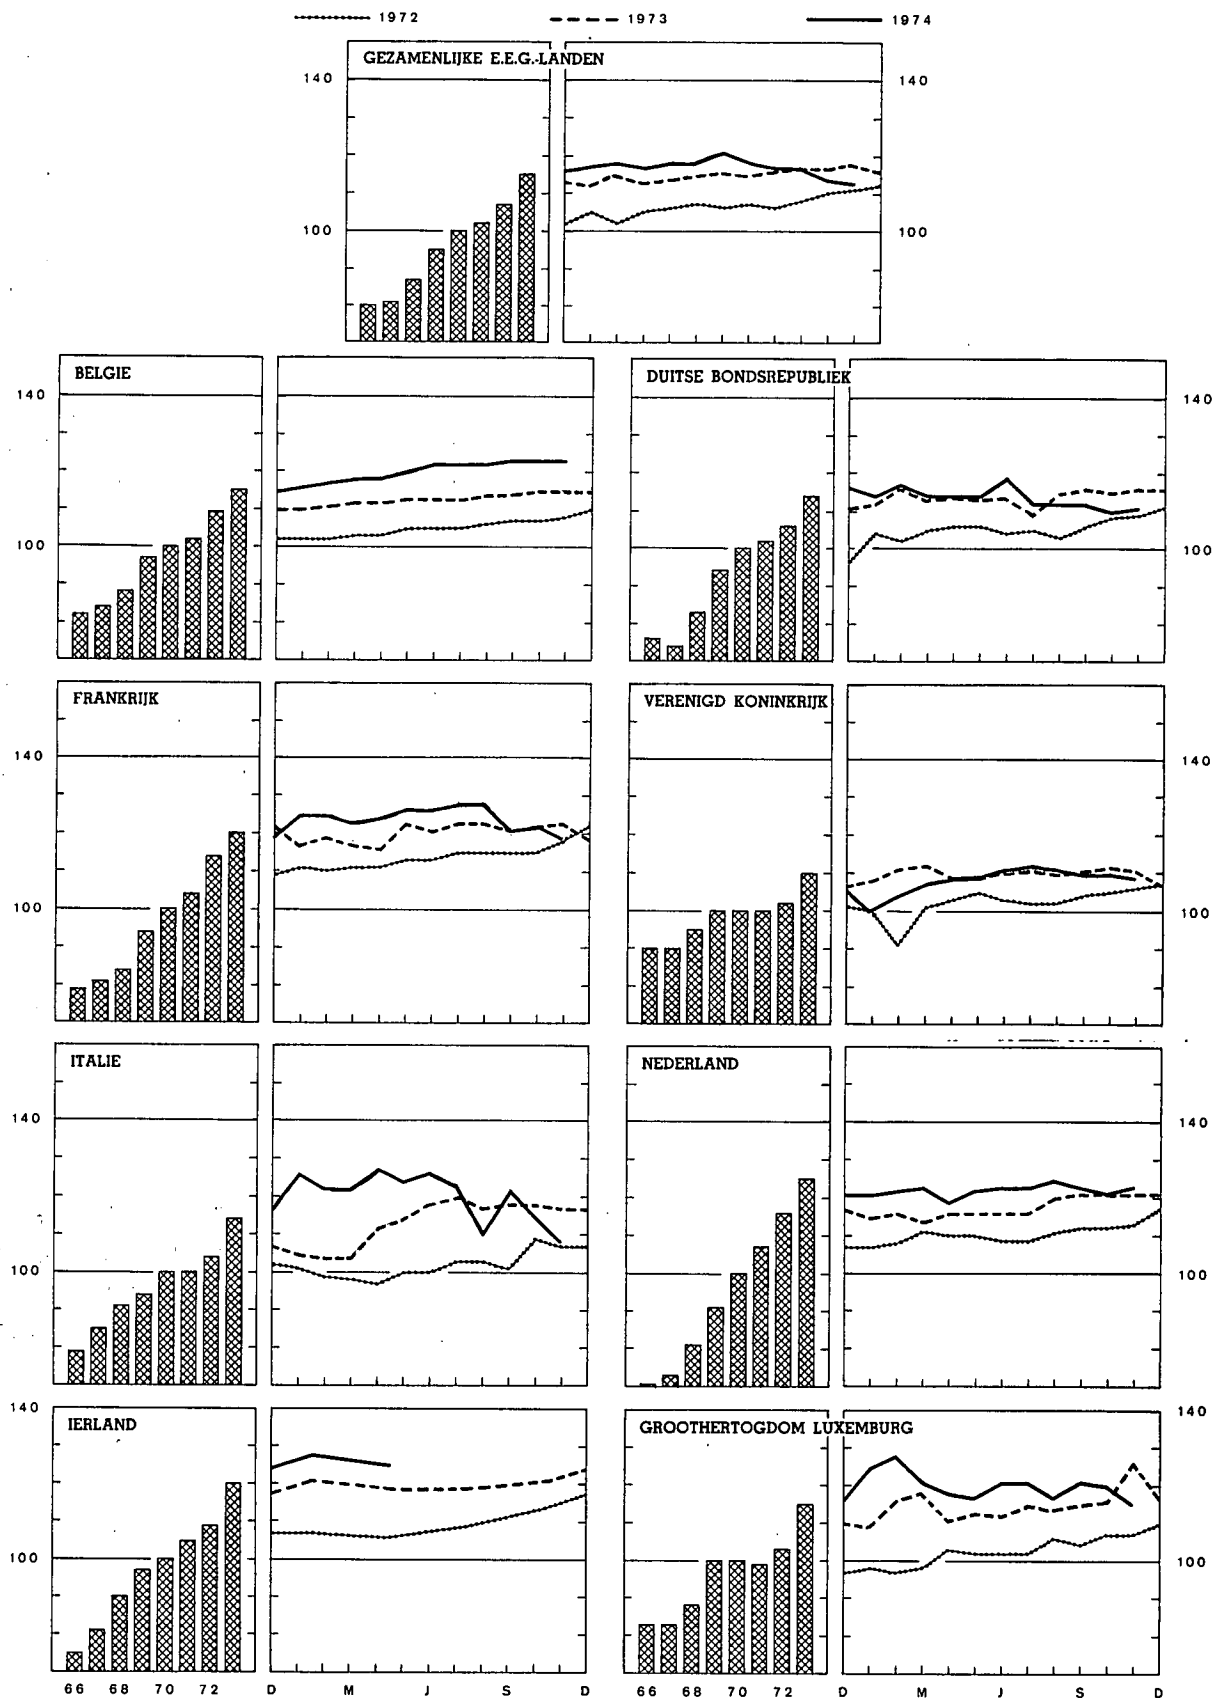 1972 1973 1974
GEZAMENLIJKE E.E.G.-LANDEN
140 140
100 100
BELGIE DUITSE BONDSREPUBLIEK
140 140
100 100
FRANKRIJK VERENIGD KONINKRIJK
140 140
100 100
ITALIE NEDERLAND
140 140
100 100
140 140
IERLAND GROOTHERTOGDOM LUXEMBURG
100 100
66 68 70 72 D M J S D 66 68 70 72 D M J S D